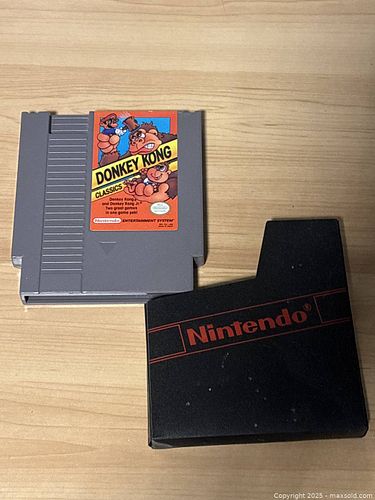 DONKEY KONG
CLASSICS
Donkey Kong®
and Donkey Kong Jr.®
Two great games
in one game pak!
Nintendo ENTERTAINMENT SYSTEM®
Nintendo®
Copyright 2025 - maxsold.com